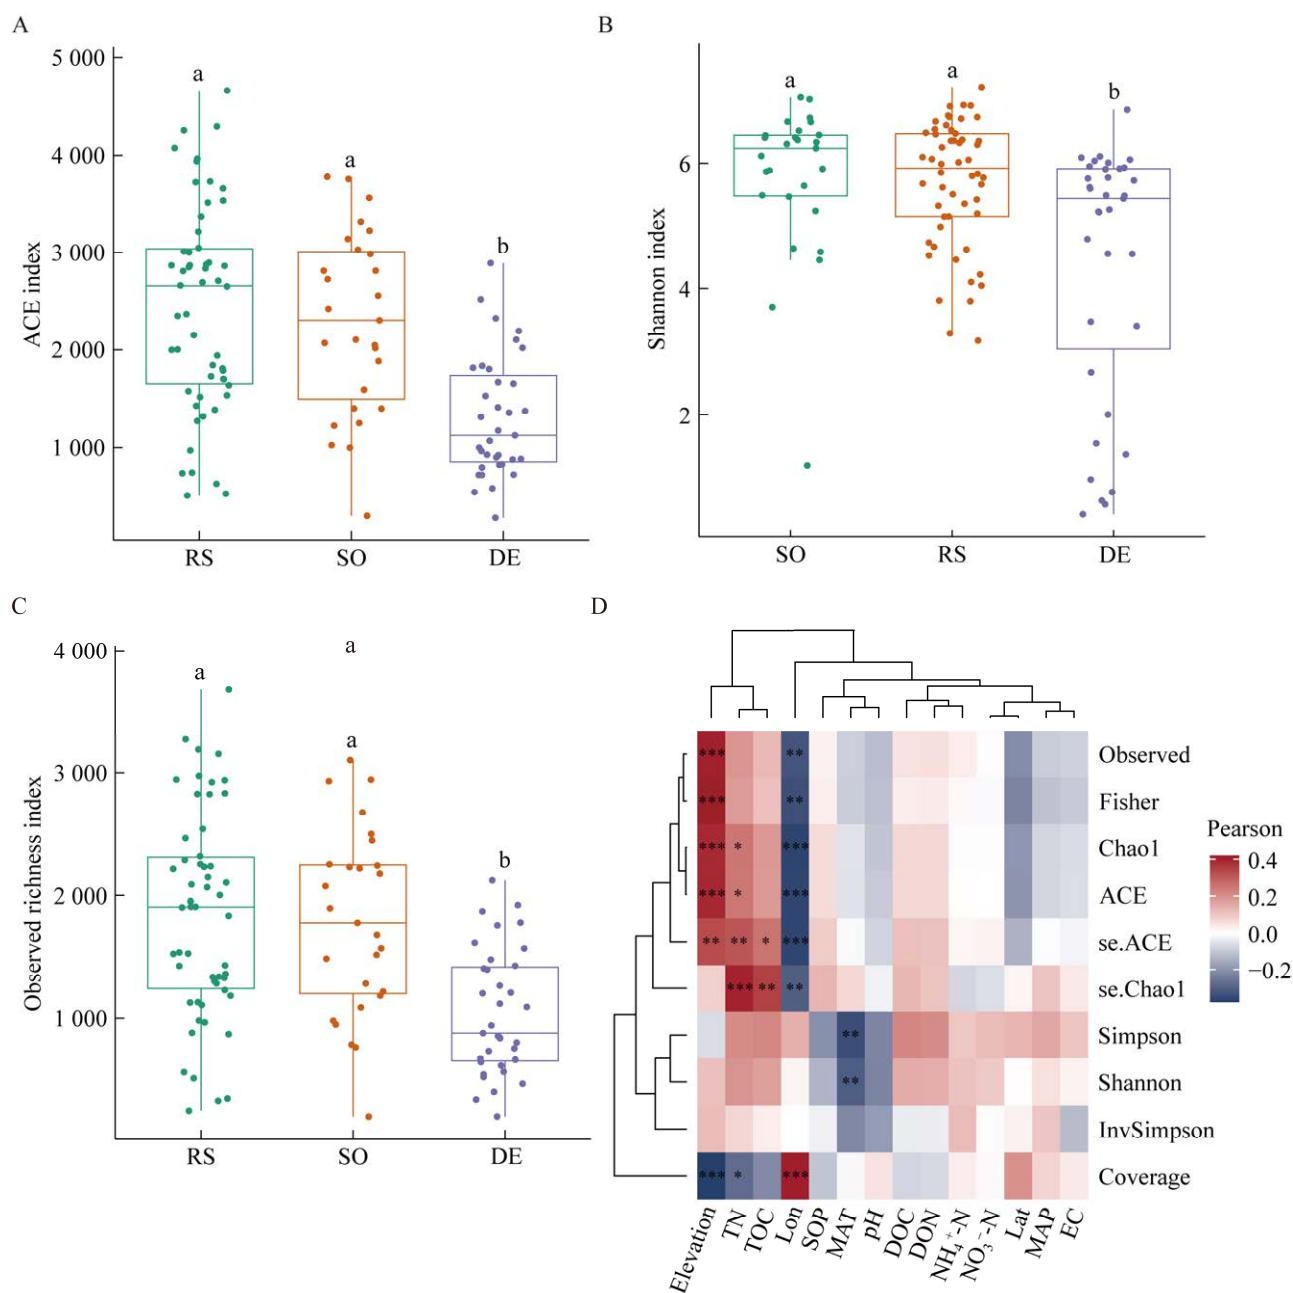 A
5 000
4 000
3 000
2 000
1 000
ACE index
a
a
b
RS
SO
DE
B
6
4
2
Shannon index
a
a
b
SO
RS
DE
C
4 000
3 000
2 000
1 000
Observed richness index
a
a
a
b
RS
SO
DE
D
*** ** Observed
*** ** Fisher
*** * *** Chao1
*** * *** ACE
** ** * *** se.ACE
*** ** ** se.Chao1
** Simpson
** Shannon
InvSimpson
*** * *** Coverage
Elevation
TN
TOC
Lon
SOP
MAT
pH
DOC
DON
NH₄⁺-N
NO₃⁻-N
Lat
MAP
EC
Pearson
0.4
0.2
0.0
−0.2